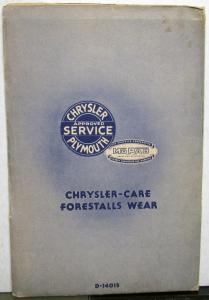 CHRYSLER
APPROVED
SERVICE
PLYMOUTH
MOPAR
CHRYSLER-CARE
FORESTALLS WEAR
D-14015